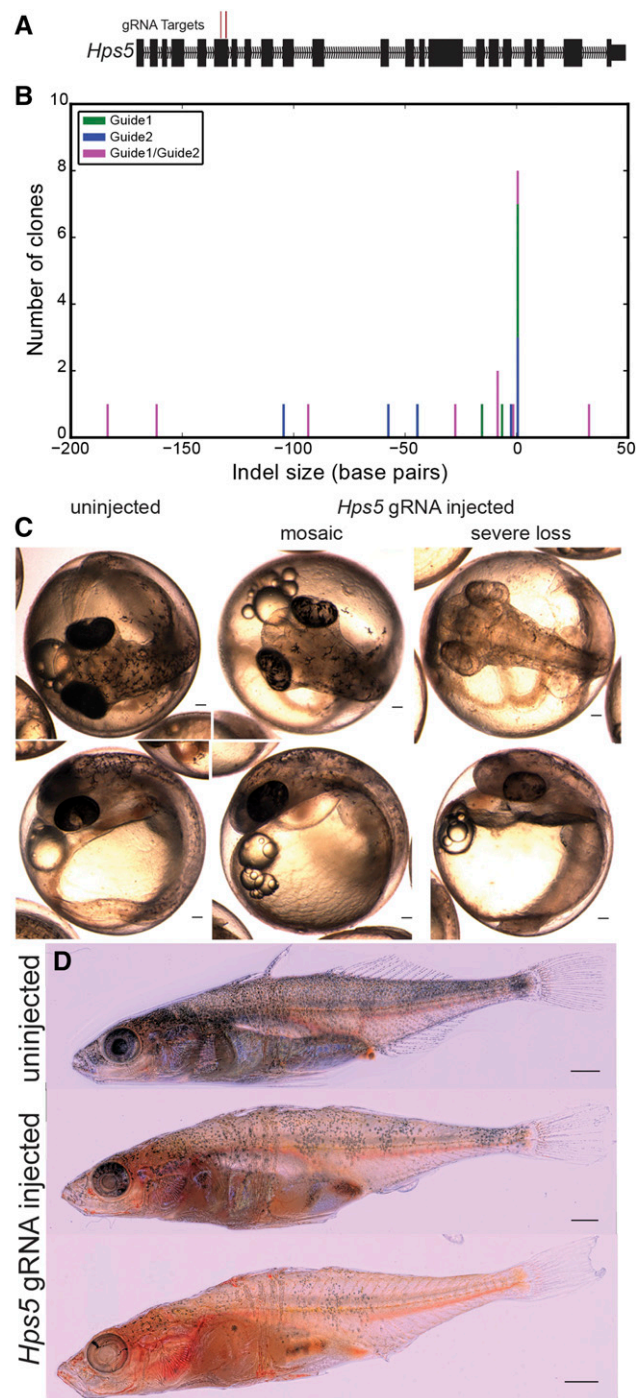 A
gRNA Targets
Hps5
B
10
8
6
4
2
0
Number of clones
Guide1
Guide2
Guide1/Guide2
-200
-150
-100
-50
0
50
Indel size (base pairs)
C
uninjected
Hps5 gRNA injected
mosaic
severe loss
D
uninjected
Hps5 gRNA injected